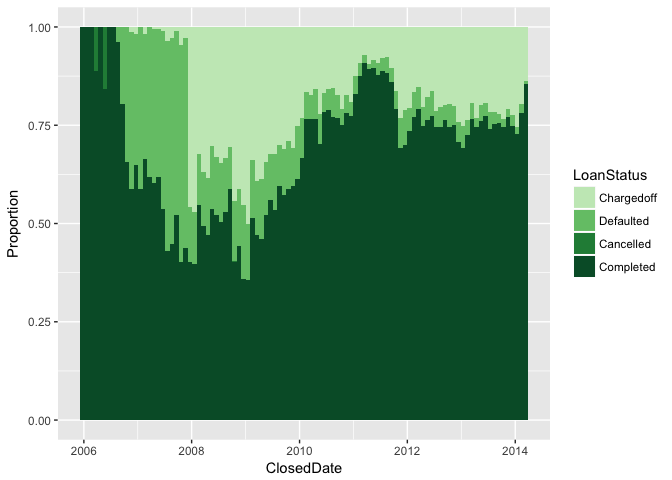 1.00
0.75
0.50
0.25
0.00
Proportion
2006 2008 2010 2012 2014
ClosedDate
LoanStatus
Chargedoff
Defaulted
Cancelled
Completed